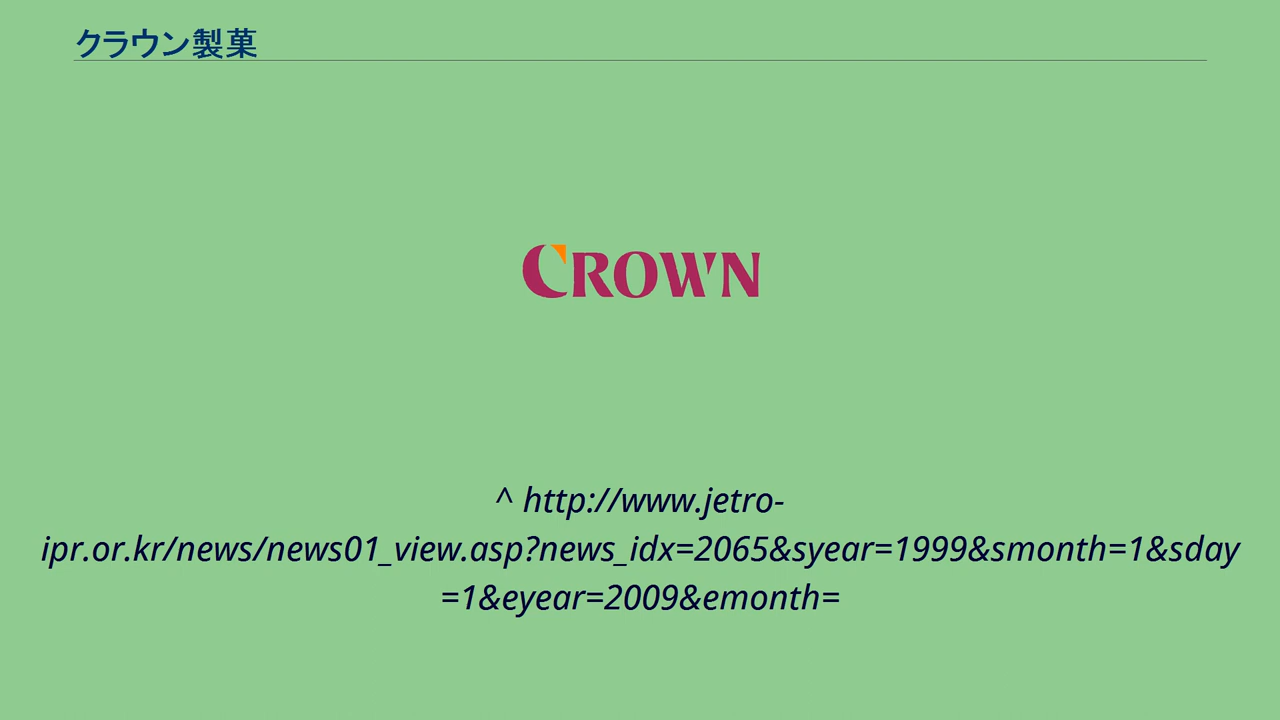 クラウン製菓
CROWN
^ http://www.jetro-
ipr.or.kr/news/news01_view.asp?news_idx=2065&syear=1999&smonth=1&sday
=1&eyear=2009&emonth=